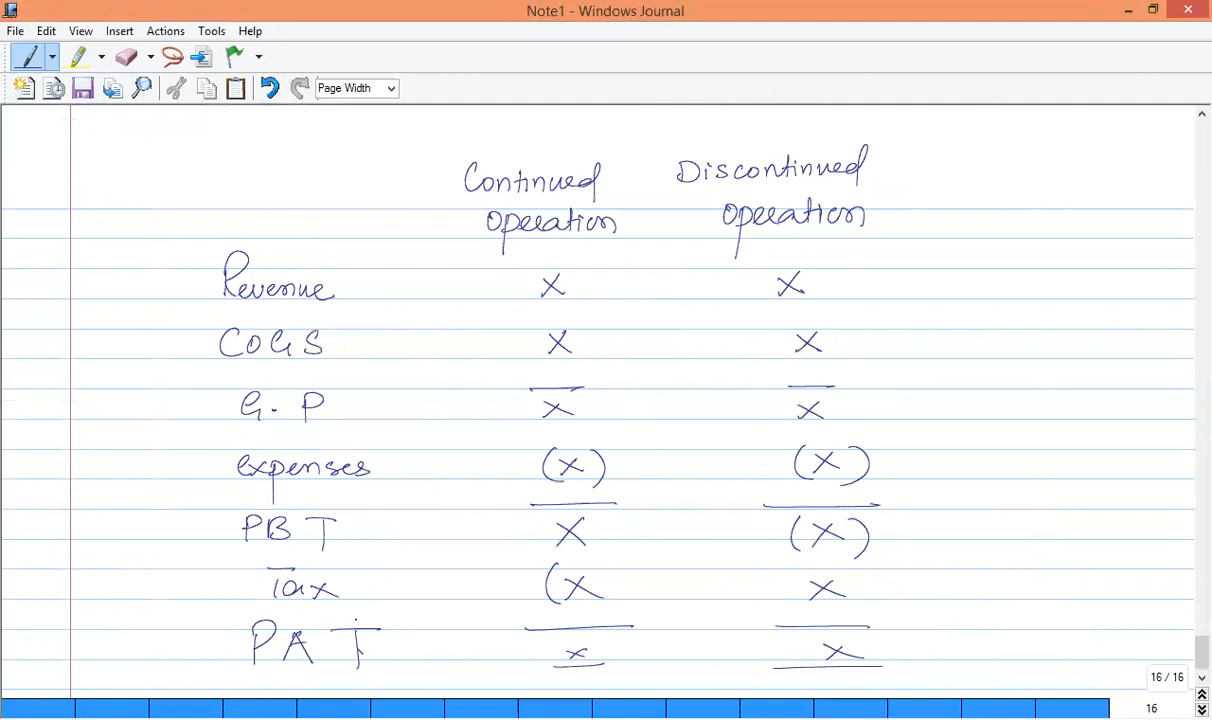 Note1 - Windows Journal
File Edit View Insert Actions Tools Help
Page Width
Continued Discontinued
operation operation
Revenue X X
COGS X X
G.P X X
expenses (X) (X)
PBT X (X)
Tax (X X
PAT X X
16 / 16
16